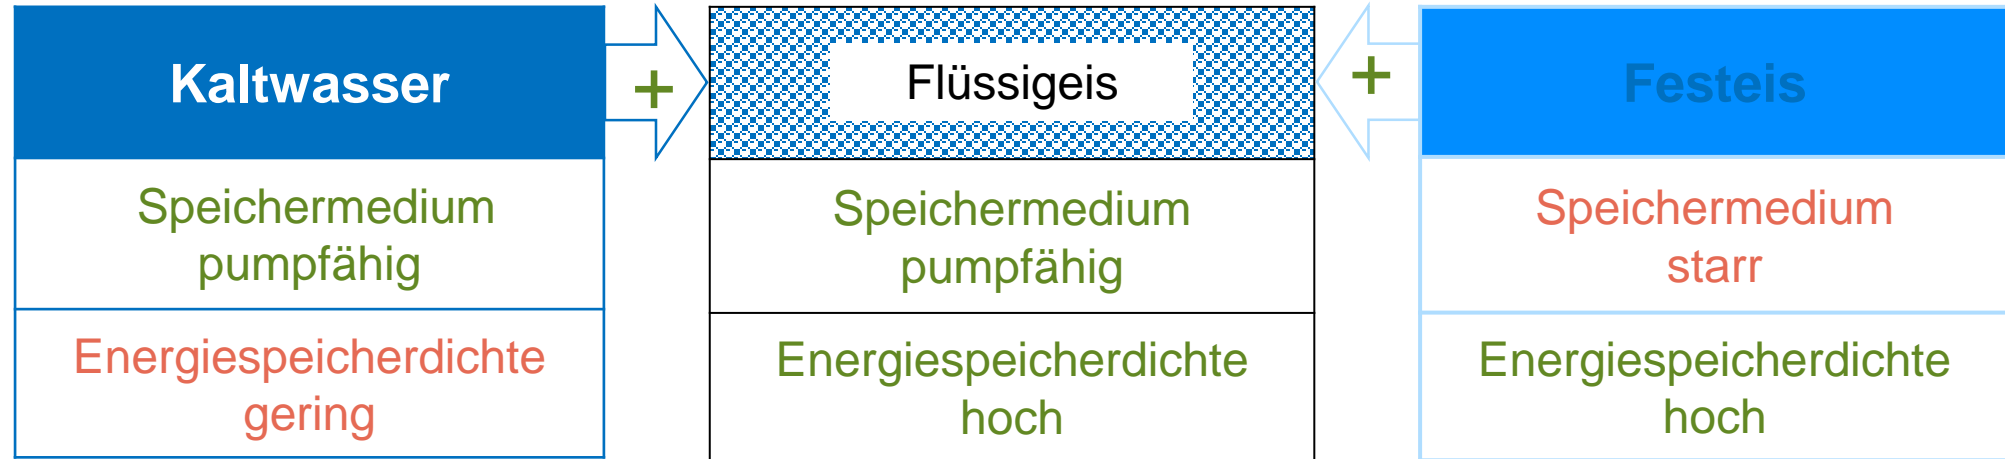 Kaltwasser
Speichermedium
pumpfähig
Energiespeicherdichte
gering
+
Flüssigeis
Speichermedium
pumpfähig
Energiespeicherdichte
hoch
+
Festeis
Speichermedium
starr
Energiespeicherdichte
hoch